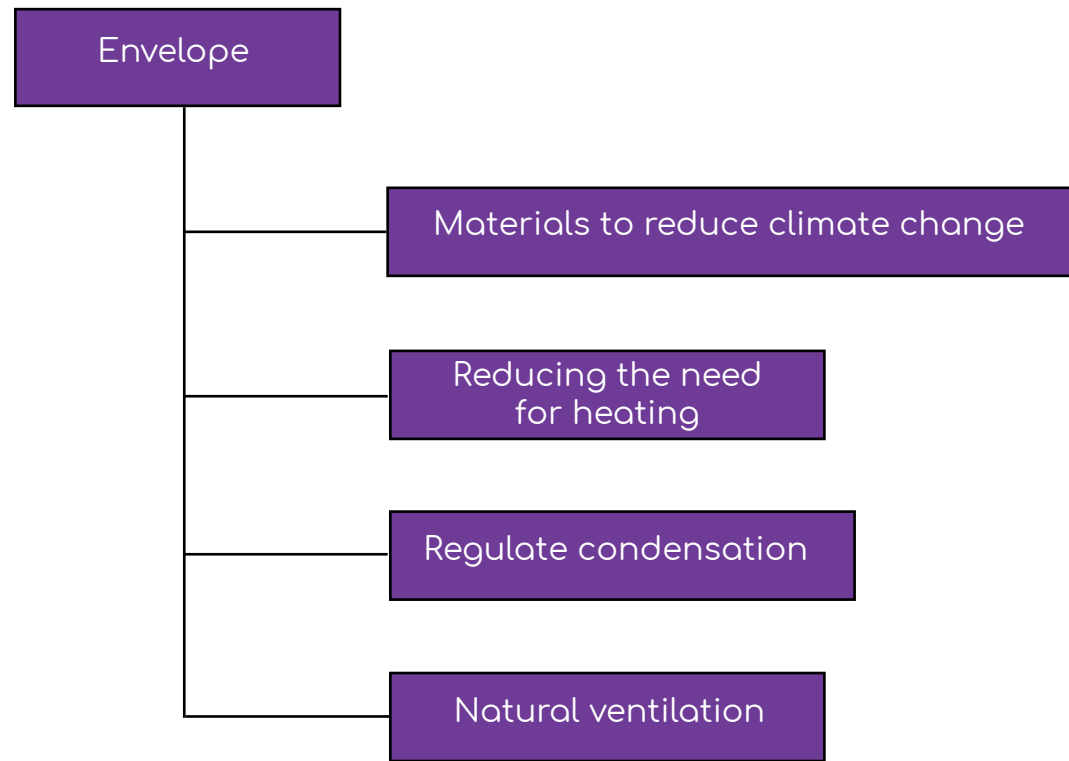 Envelope
Materials to reduce climate change
Reducing the need
for heating
Regulate condensation
Natural ventilation